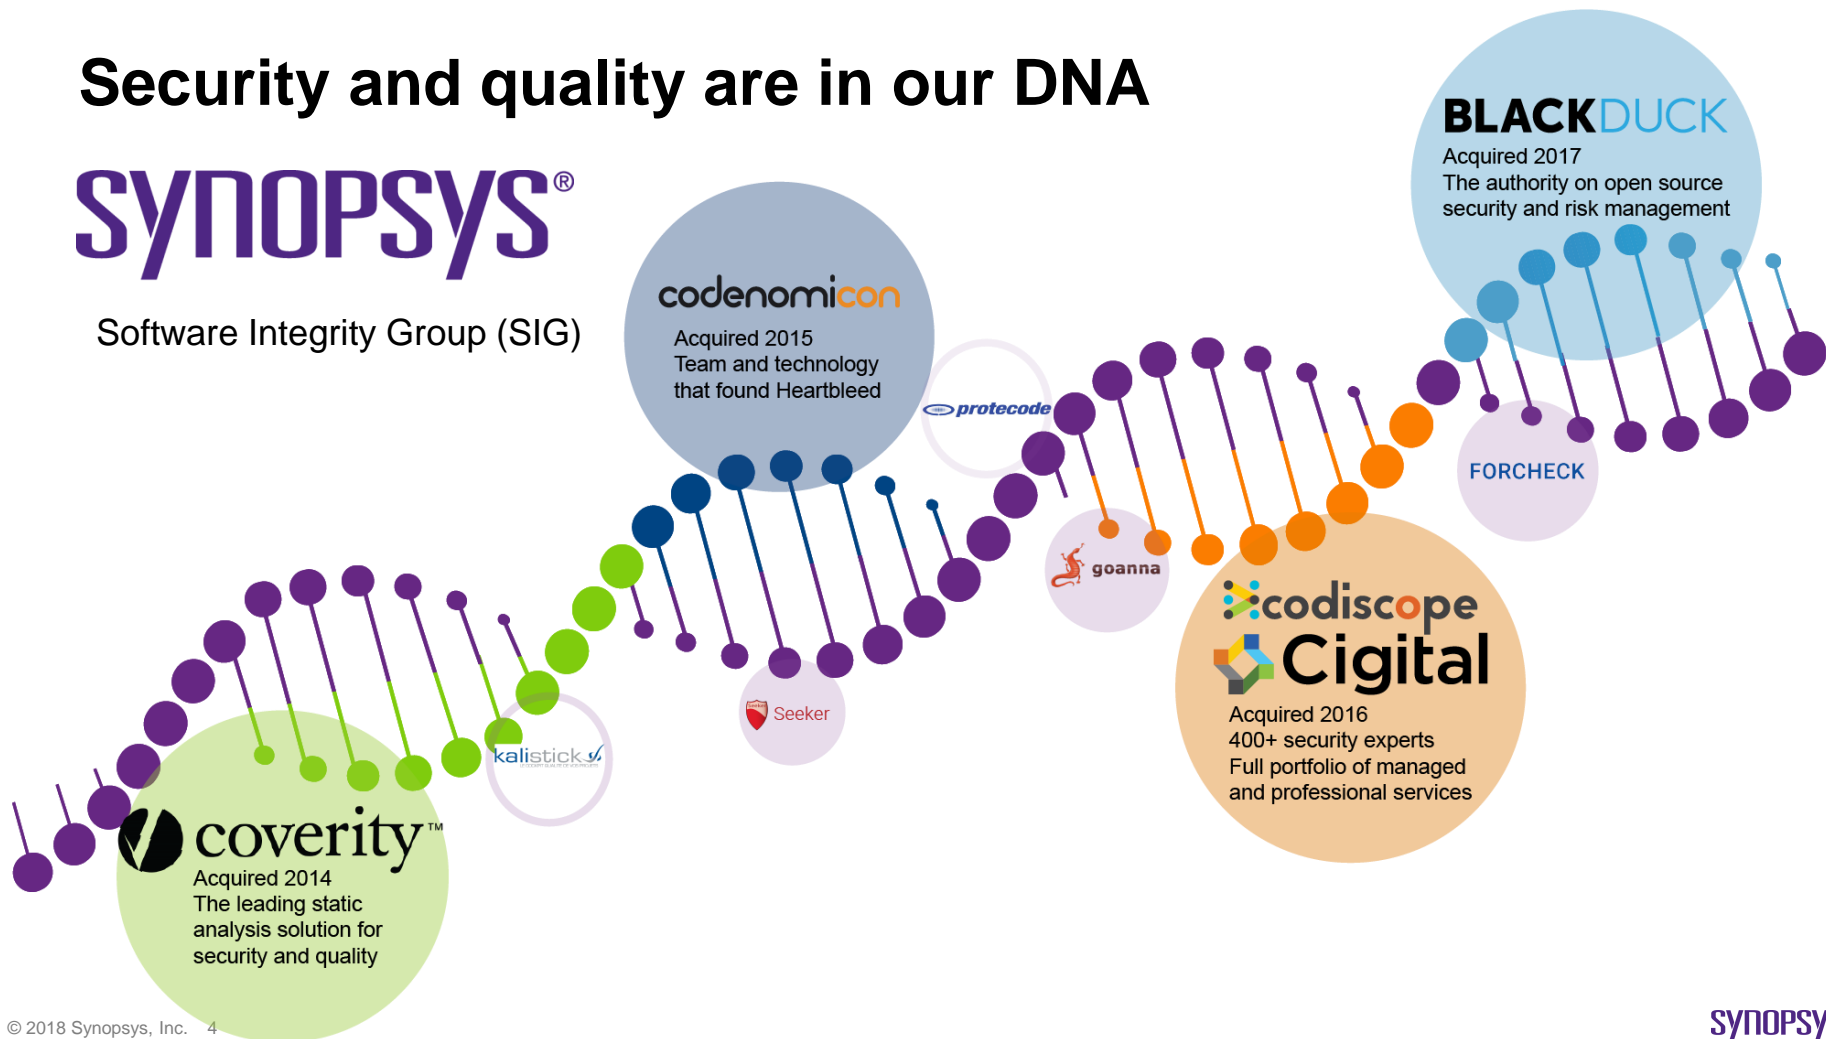 Security and quality are in our DNA
SYNOPSYS®
Software Integrity Group (SIG)
BLACKDUCK
Acquired 2017
The authority on open source
security and risk management
codenomicon
Acquired 2015
Team and technology
that found Heartbleed
protecode
FORCHECK
goanna
codiscope
Cigital
Acquired 2016
400+ security experts
Full portfolio of managed
and professional services
Seeker
kalistick
coverity™
Acquired 2014
The leading static
analysis solution for
security and quality
© 2018 Synopsys, Inc. 4
SYNOPSY